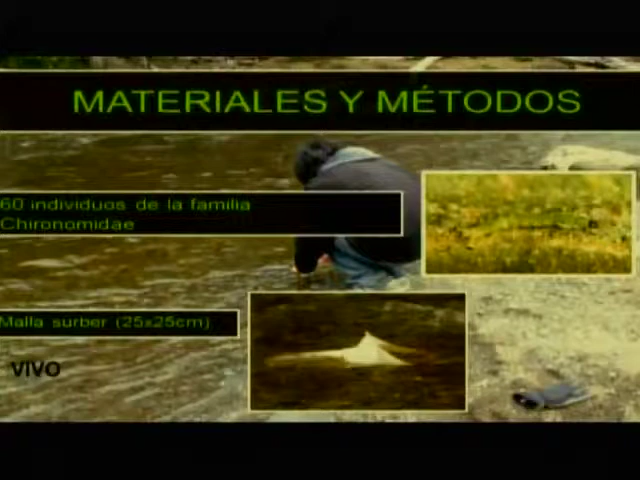 MATERIALES Y MÉTODOS
60 individuos de la familia
Chironomidae
Malla surber (25x25cm)
VIVO